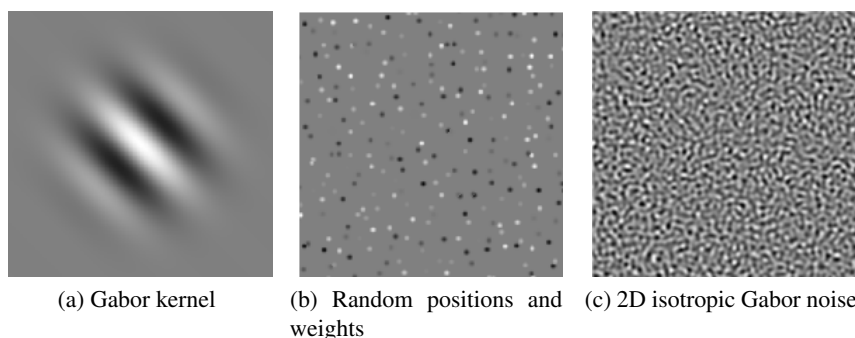 (a) Gabor kernel
(b) Random positions and
weights
(c) 2D isotropic Gabor noise